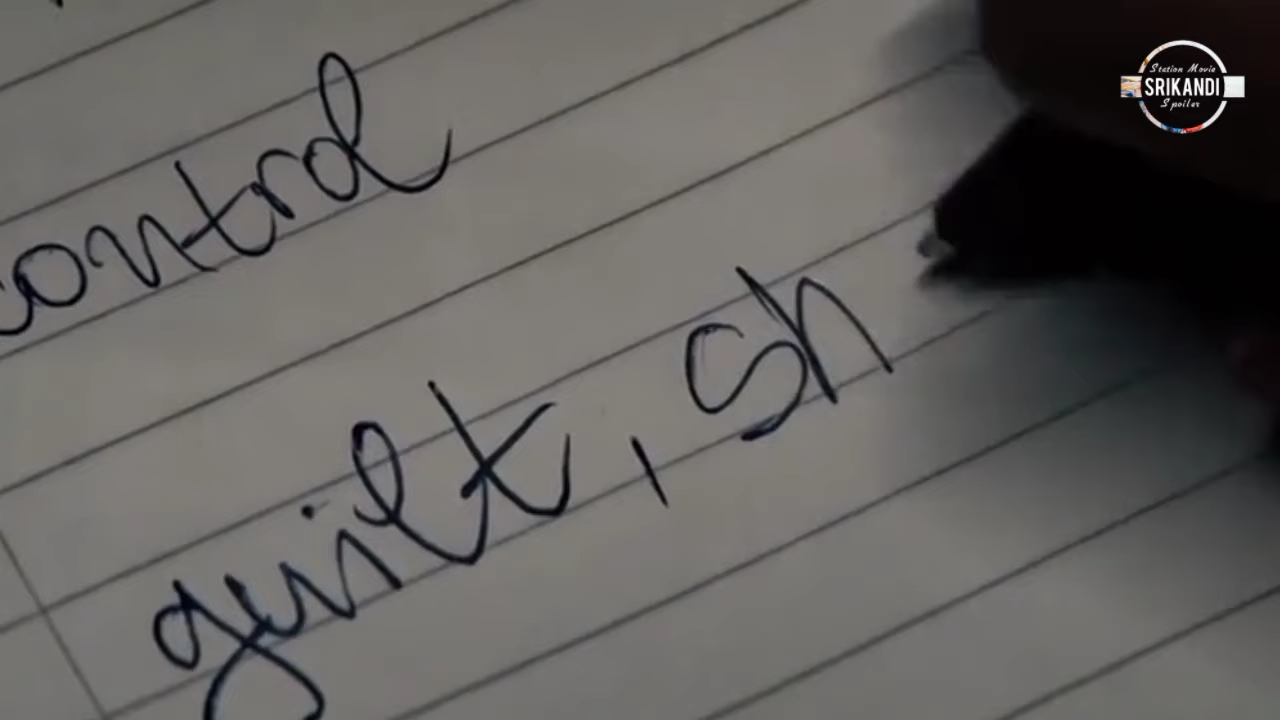 control
guilt, sh
Station Movie
SRIKANDI
Spoiler